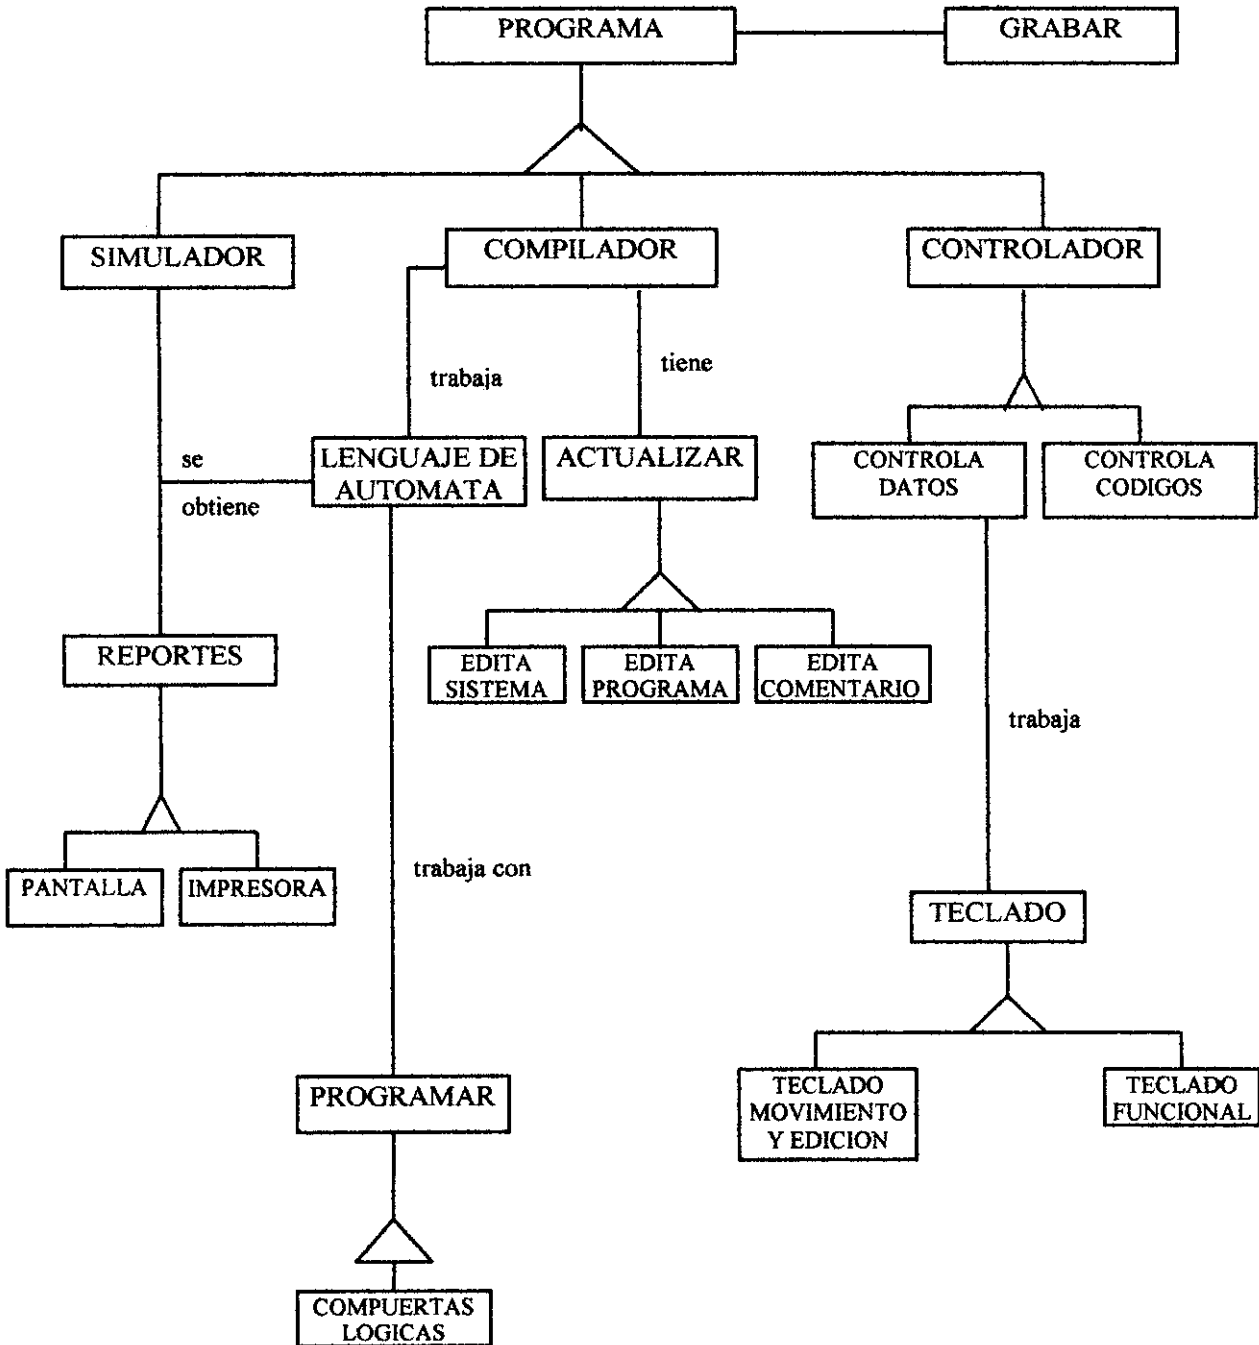 PROGRAMA
GRABAR
SIMULADOR
COMPILADOR
CONTROLADOR
trabaja
tiene
se
obtiene
LENGUAJE DE
AUTOMATA
ACTUALIZAR
CONTROLA
DATOS
CONTROLA
CODIGOS
REPORTES
EDITA
SISTEMA
EDITA
PROGRAMA
EDITA
COMENTARIO
trabaja
PANTALLA
IMPRESORA
trabaja con
TECLADO
PROGRAMAR
TECLADO
MOVIMIENTO
Y EDICION
TECLADO
FUNCIONAL
COMPUERTAS
LOGICAS